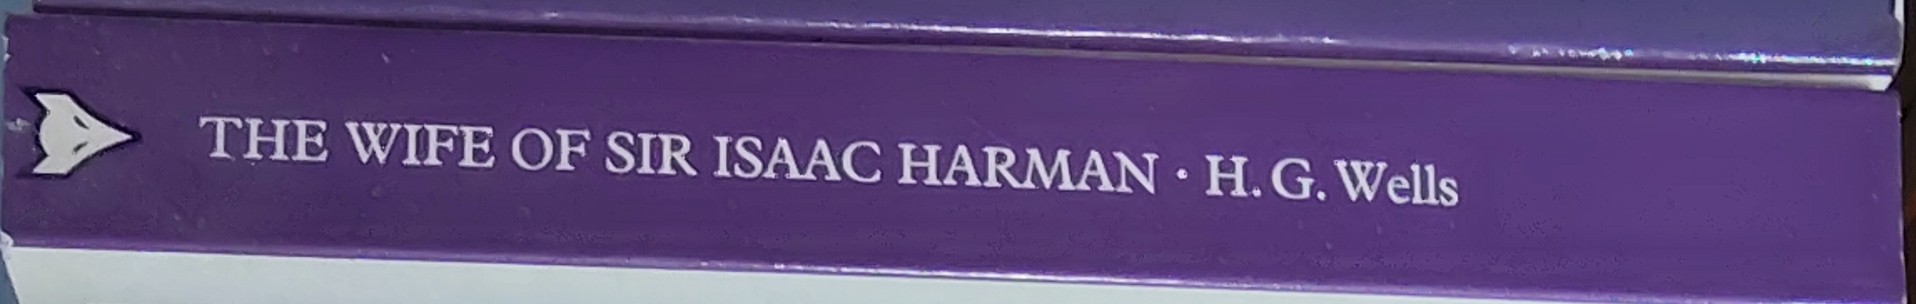 THE WIFE OF SIR ISAAC HARMAN · H. G. Wells